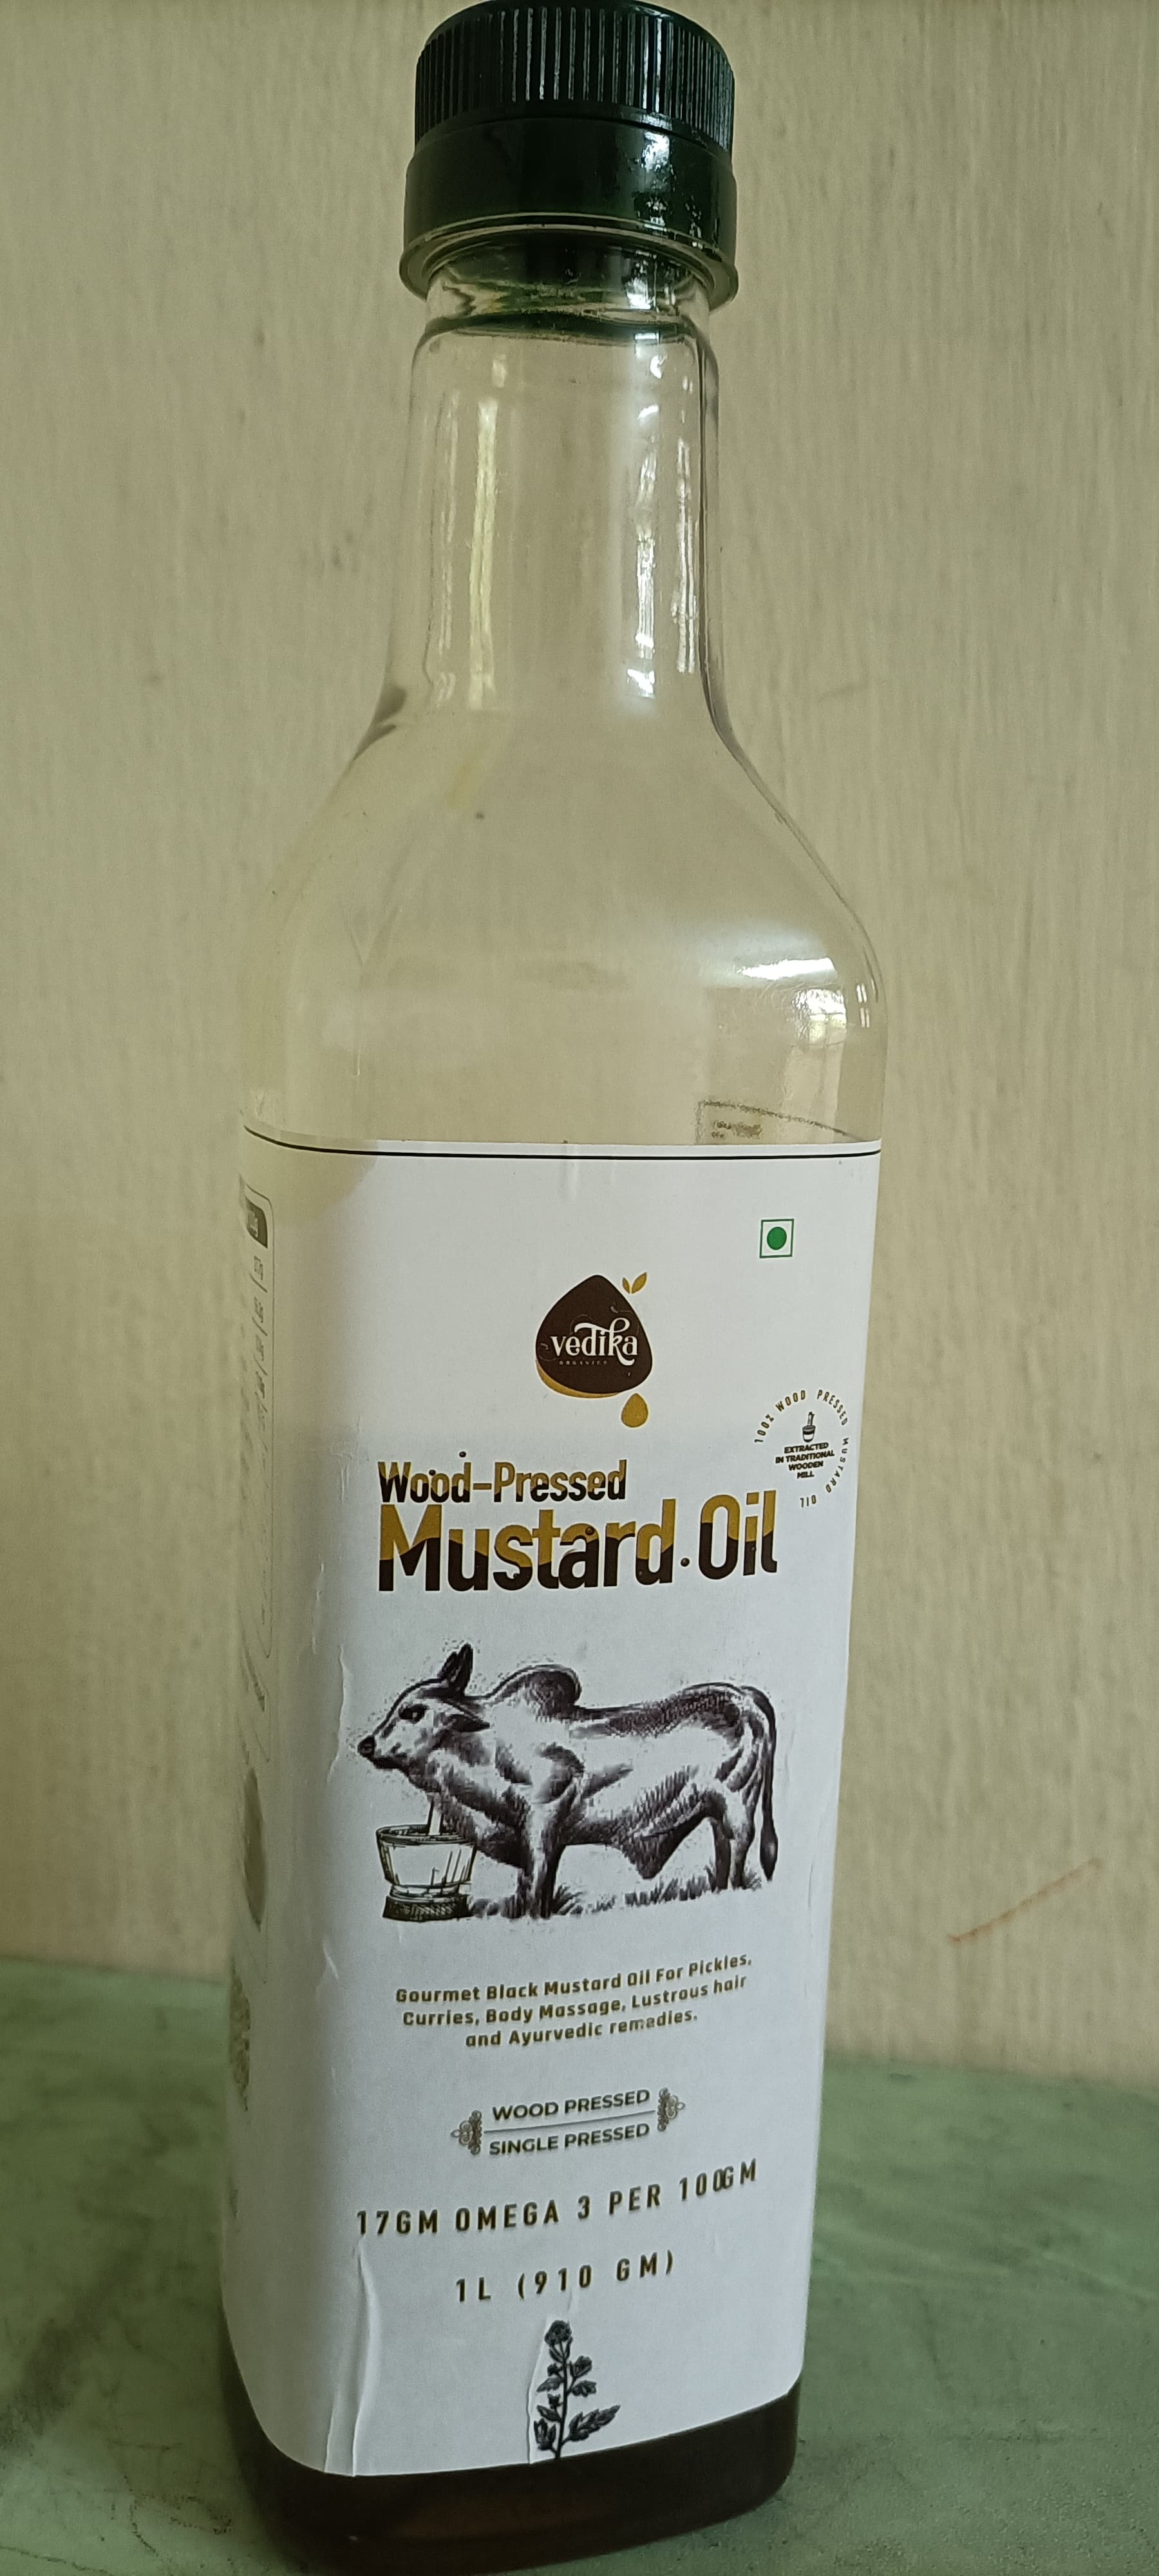 vedika
ORGANICS
100% WOOD PRESSED MUSTARD OIL
EXTRACTED
IN TRADITIONAL
WOODEN
MILL
Wood-Pressed
Mustard Oil
Gourmet Black Mustard Oil For Pickles,
Curries, Body Massage, Lustrous hair
and Ayurvedic remedies.
WOOD PRESSED
SINGLE PRESSED
17GM OMEGA 3 PER 100GM
1L (910 GM)